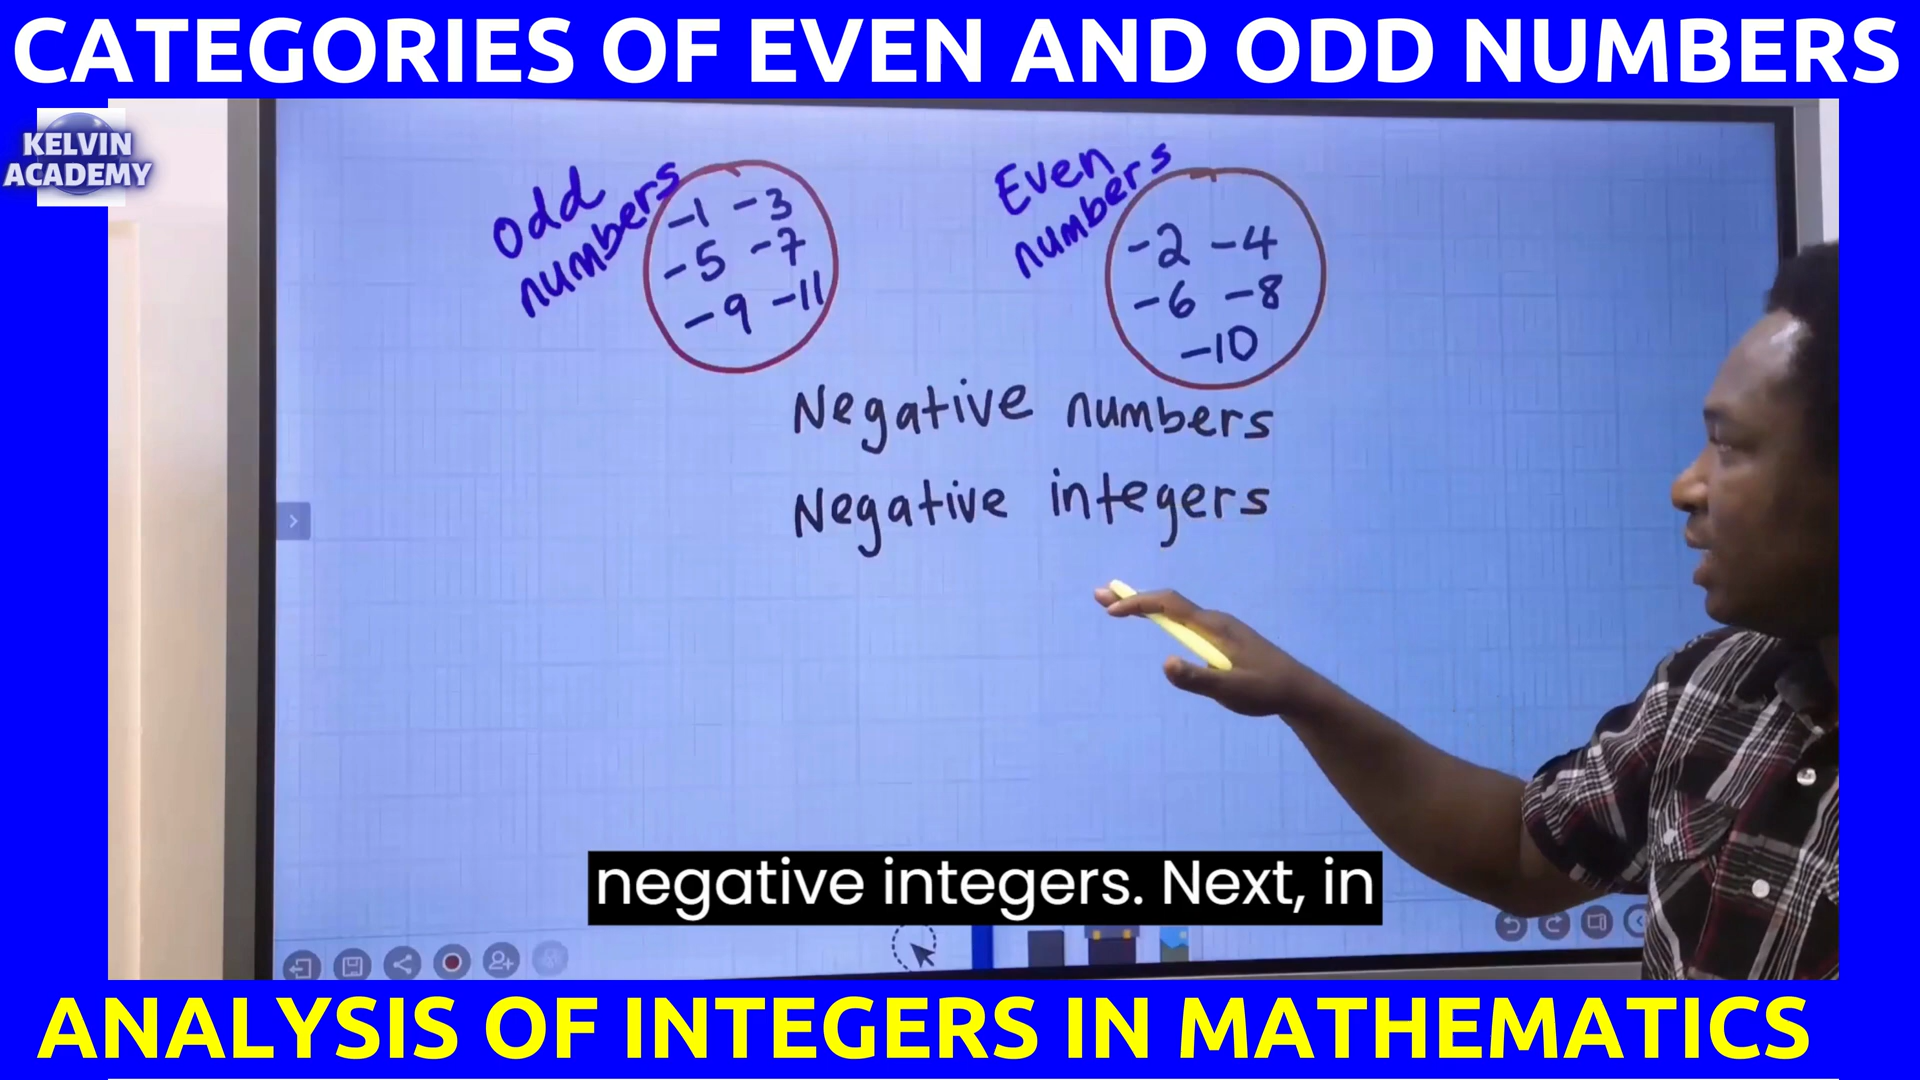 CATEGORIES OF EVEN AND ODD NUMBERS
KELVIN
ACADEMY
Odd
numbers
-1 -3
-5 -7
-9 -11
Even
numbers
-2 -4
-6 -8
-10
Negative numbers
Negative integers
negative integers. Next, in
ANALYSIS OF INTEGERS IN MATHEMATICS